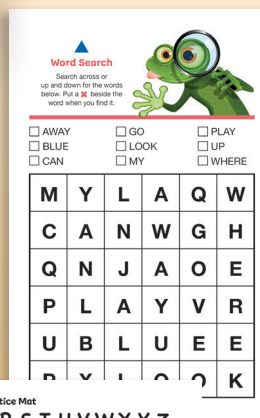 Word Search
Search across or
up and down for the words
below. Put a ✖ beside the
word when you find it.
AWAY GO PLAY
BLUE LOOK UP
CAN MY WHERE
M Y L A Q W
C A N W G H
Q N J A O E
P L A Y V R
U B L U E E
K
tice Mat